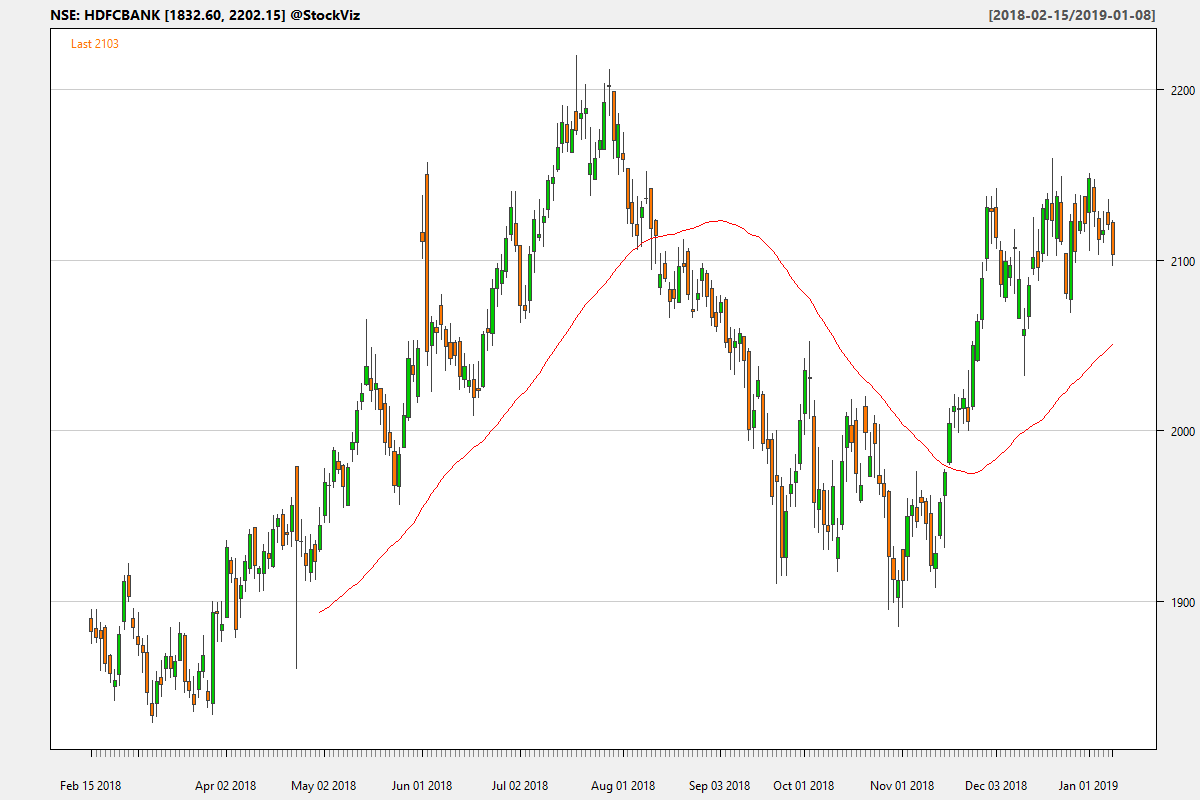 NSE: HDFCBANK [1832.60, 2202.15] @StockViz [2018-02-15/2019-01-08]
Last 2103
2200
2100
2000
1900
Feb 15 2018 Apr 02 2018 May 02 2018 Jun 01 2018 Jul 02 2018 Aug 01 2018 Sep 03 2018 Oct 01 2018 Nov 01 2018 Dec 03 2018 Jan 01 2019